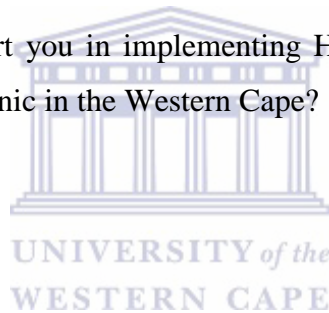 rt you in implementing H
nic in the Western Cape?
UNIVERSITY of the
WESTERN CAPE